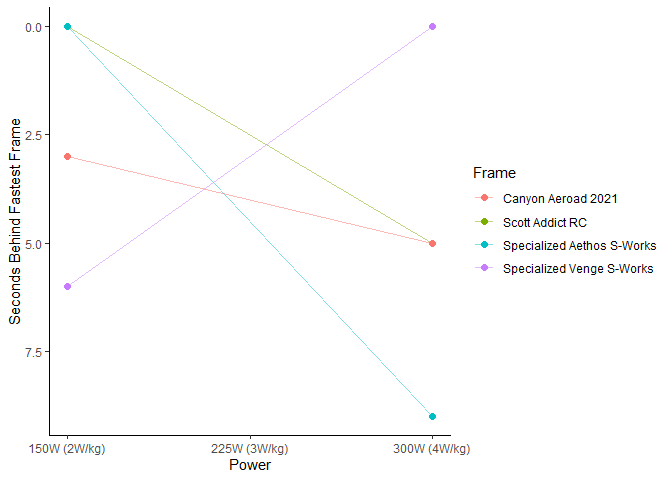 Seconds Behind Fastest Frame
0.0
2.5
5.0
7.5
150W (2W/kg)
225W (3W/kg)
300W (4W/kg)
Power
Frame
Canyon Aeroad 2021
Scott Addict RC
Specialized Aethos S-Works
Specialized Venge S-Works